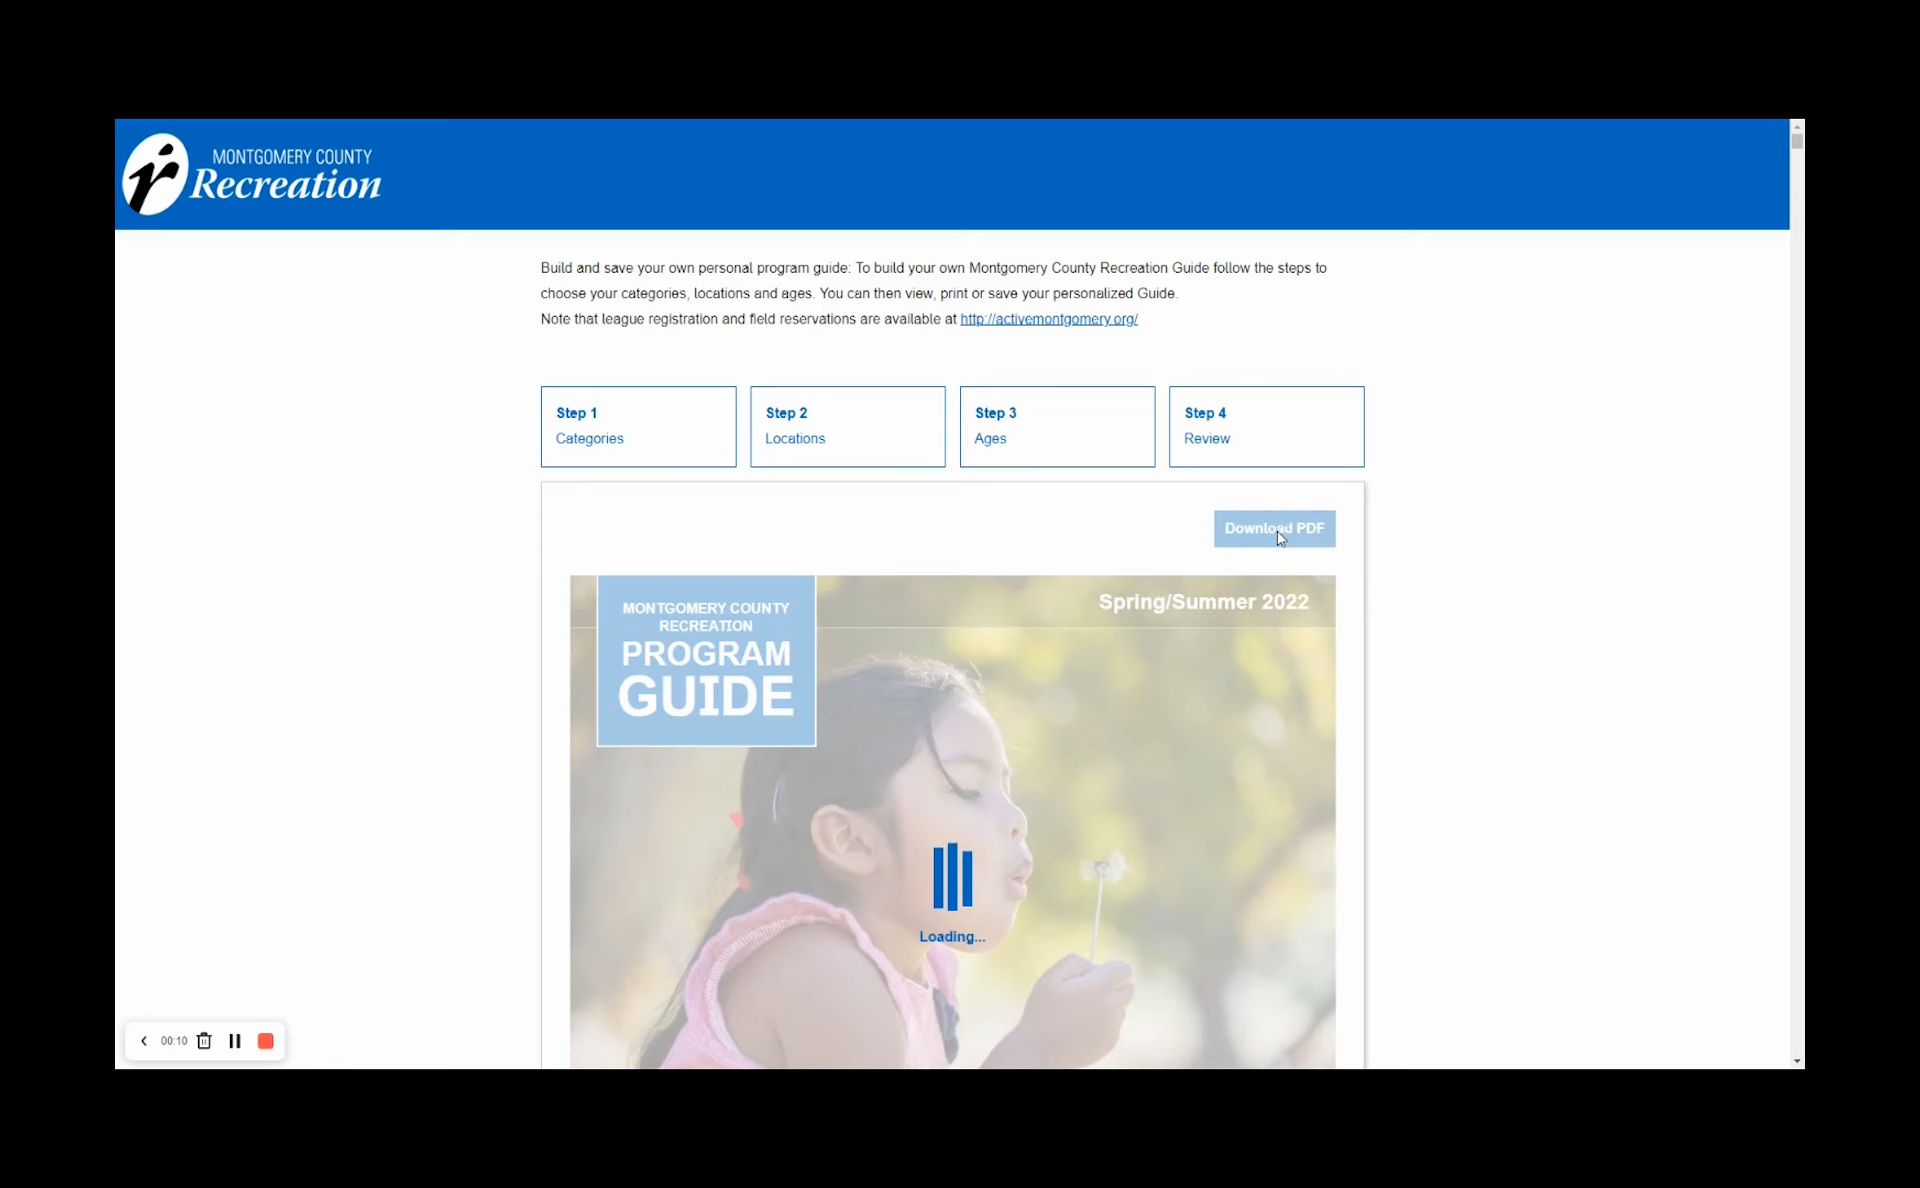 MONTGOMERY COUNTY
Recreation
Build and save your own personal program guide: To build your own Montgomery County Recreation Guide follow the steps to
choose your categories, locations and ages. You can then view, print or save your personalized Guide.
Note that league registration and field reservations are available at http://activemontgomery.org/
Step 1
Categories
Step 2
Locations
Step 3
Ages
Step 4
Review
Download PDF
Spring/Summer 2022
MONTGOMERY COUNTY
RECREATION
PROGRAM
GUIDE
Loading...
00:10